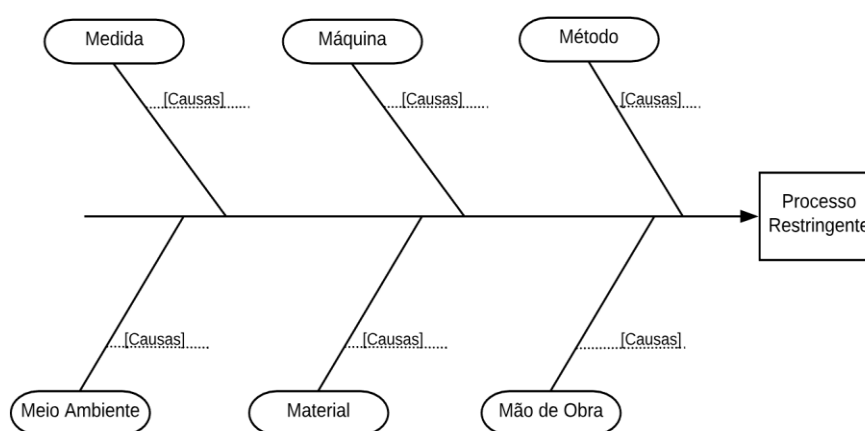 Medida
Máquina
Método
[Causas]
[Causas]
[Causas]
Processo
Restringente
[Causas]
[Causas]
[Causas]
Meio Ambiente
Material
Mão de Obra